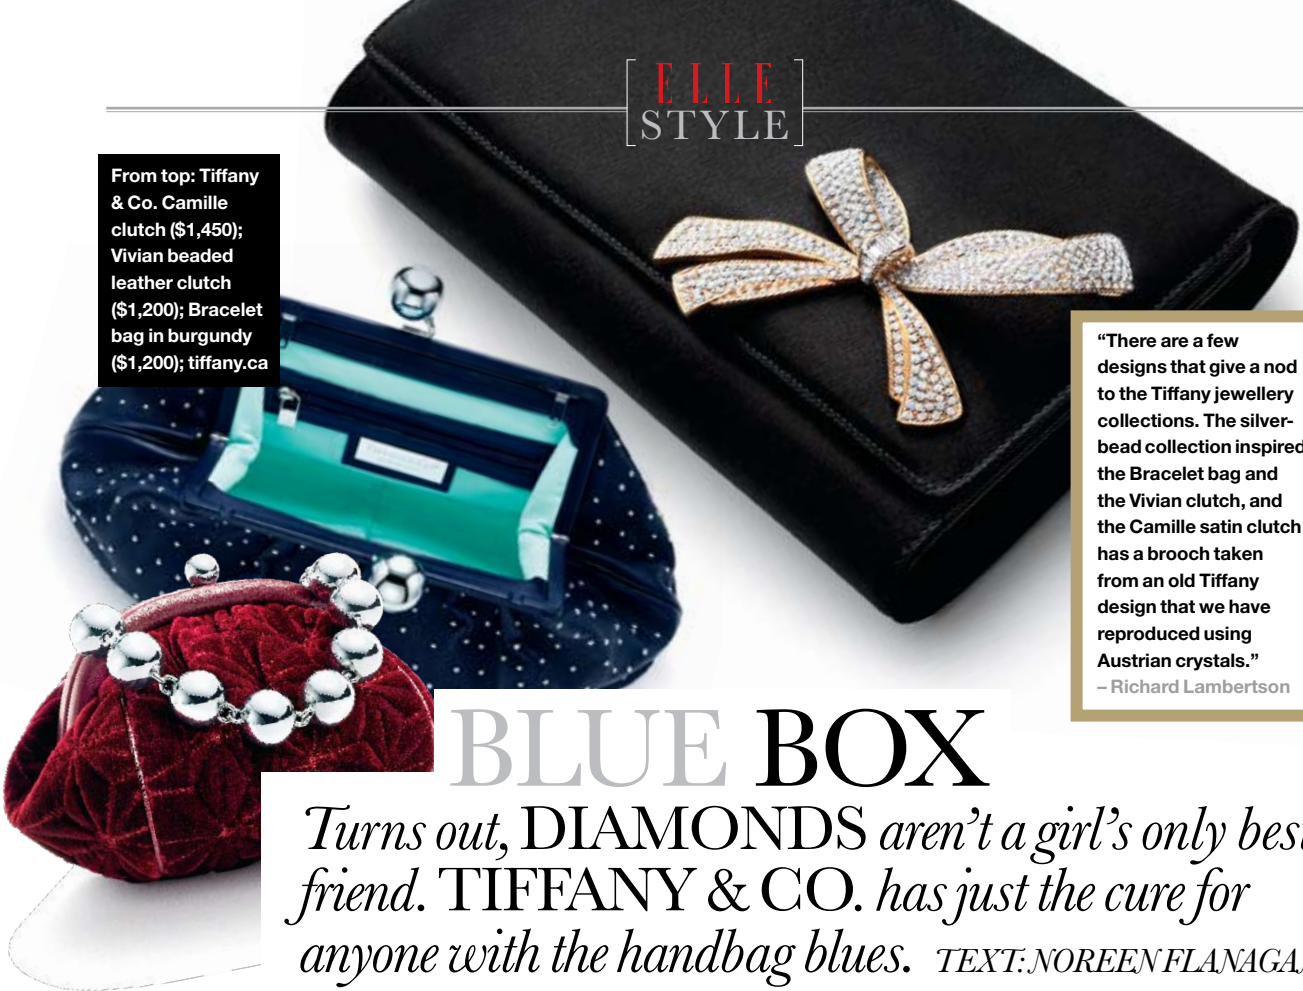 ELLE
STYLE
From top: Tiffany
& Co. Camille
clutch ($1,450);
Vivian beaded
leather clutch
($1,200); Bracelet
bag in burgundy
($1,200); tiffany.ca
“There are a few
designs that give a nod
to the Tiffany jewellery
collections. The silver-
bead collection inspired
the Bracelet bag and
the Vivian clutch, and
the Camille satin clutch
has a brooch taken
from an old Tiffany
design that we have
reproduced using
Austrian crystals.”
– Richard Lambertson
BLUE BOX
Turns out, DIAMONDS aren’t a girl’s only best
friend. TIFFANY & CO. has just the cure for
anyone with the handbag blues. TEXT: NOREEN FLANAGAN